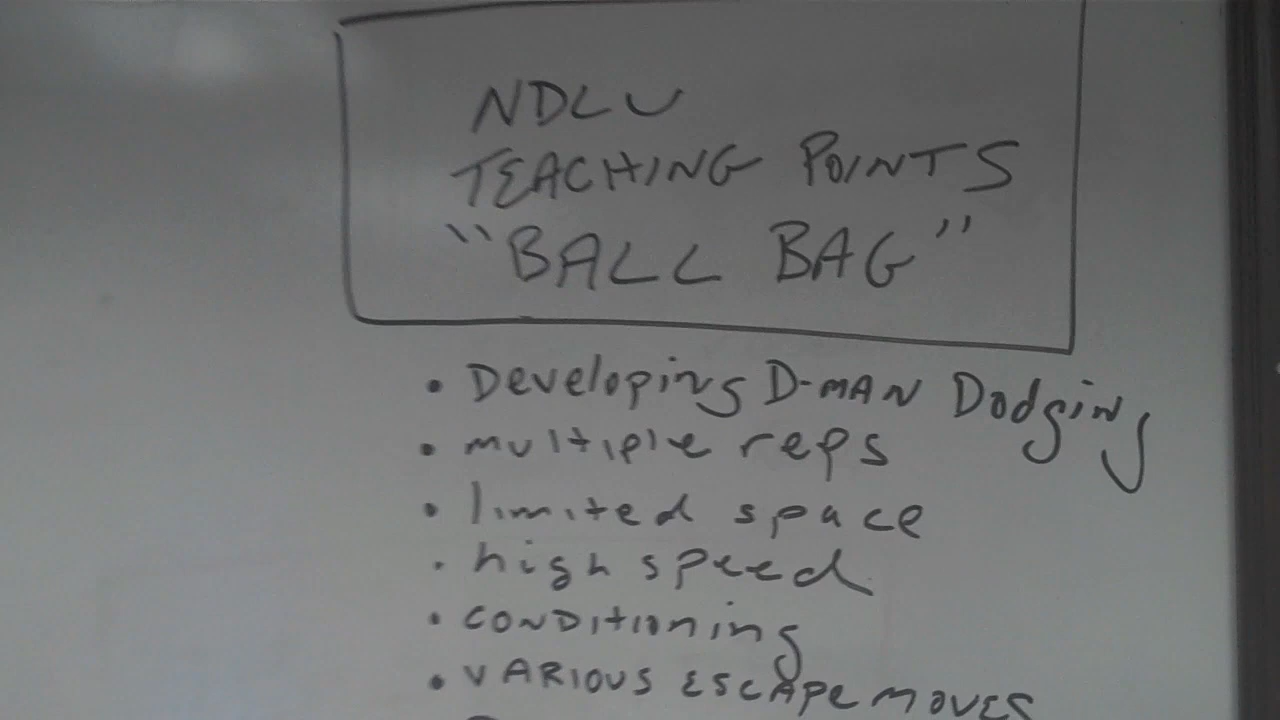 NDLU
TEACHING POINTS
"BALL BAG"
• Developing D-MAN Dodging
• multiple reps
• limited space
• high speed
• CONDitioning
• VARIOUS ESCAPE MOVES